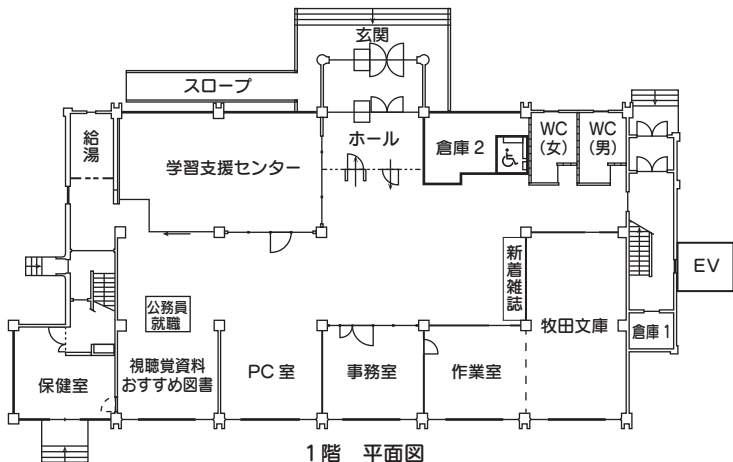 玄関
スロープ
給湯
学習支援センター
ホール
倉庫2
WC
(女)
WC
(男)
新着雑誌
EV
公務員
就職
牧田文庫
倉庫1
保健室
視聴覚資料
おすすめ図書
PC室
事務室
作業室
1階 平面図